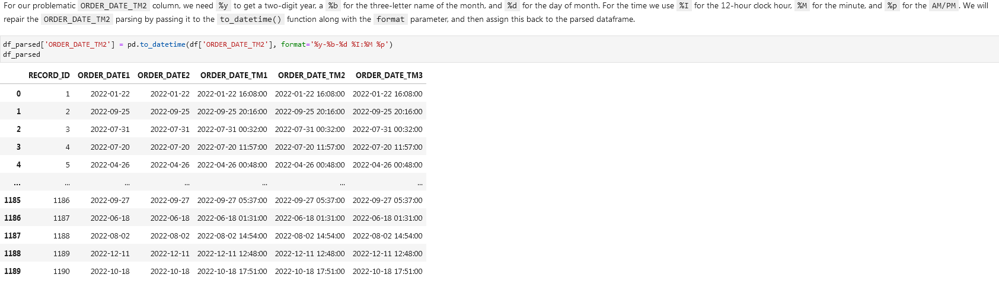 For our problematic ORDER_DATE_TM2 column, we need %y to get a two-digit year, a %b for the three-letter name of the month, and %d for the day of month. For the time we use %I for the 12-hour clock hour, %M for the minute, and %p for the AM/PM. We will
repair the ORDER_DATE_TM2 parsing by passing it to the to_datetime() function along with the format parameter, and then assign this back to the parsed dataframe.
df_parsed['ORDER_DATE_TM2'] = pd.to_datetime(df['ORDER_DATE_TM2'], format='%y-%b-%d %I:%M %p')
df_parsed
RECORD_ID ORDER_DATE1 ORDER_DATE2 ORDER_DATE_TM1 ORDER_DATE_TM2 ORDER_DATE_TM3
0 1 2022-01-22 2022-01-22 2022-01-22 16:08:00 2022-01-22 16:08:00 2022-01-22 16:08:00
1 2 2022-09-25 2022-09-25 2022-09-25 20:16:00 2022-09-25 20:16:00 2022-09-25 20:16:00
2 3 2022-07-31 2022-07-31 2022-07-31 00:32:00 2022-07-31 00:32:00 2022-07-31 00:32:00
3 4 2022-07-20 2022-07-20 2022-07-20 11:57:00 2022-07-20 11:57:00 2022-07-20 11:57:00
4 5 2022-04-26 2022-04-26 2022-04-26 00:48:00 2022-04-26 00:48:00 2022-04-26 00:48:00
... ... ... ... ... ... ...
1185 1186 2022-09-27 2022-09-27 2022-09-27 05:37:00 2022-09-27 05:37:00 2022-09-27 05:37:00
1186 1187 2022-06-18 2022-06-18 2022-06-18 01:31:00 2022-06-18 01:31:00 2022-06-18 01:31:00
1187 1188 2022-08-02 2022-08-02 2022-08-02 14:54:00 2022-08-02 14:54:00 2022-08-02 14:54:00
1188 1189 2022-12-11 2022-12-11 2022-12-11 12:48:00 2022-12-11 12:48:00 2022-12-11 12:48:00
1189 1190 2022-10-18 2022-10-18 2022-10-18 17:51:00 2022-10-18 17:51:00 2022-10-18 17:51:00